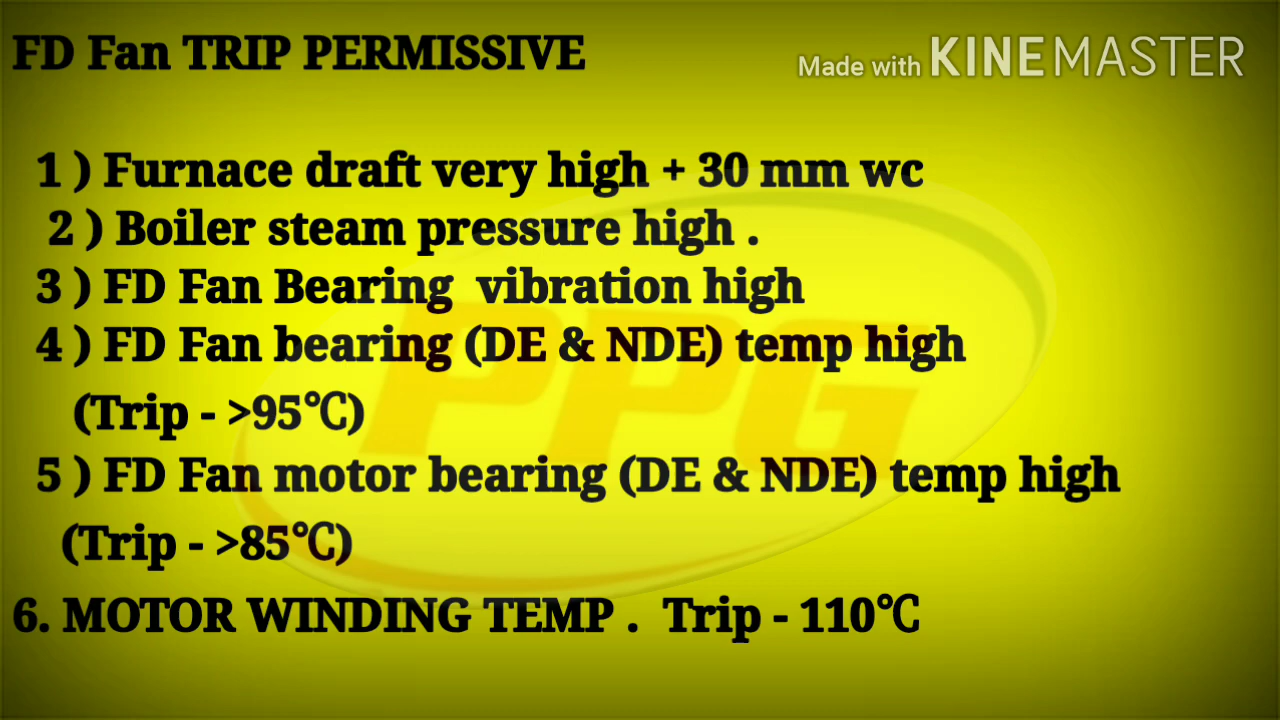 FD Fan TRIP PERMISSIVE
Made with KINEMASTER
1 ) Furnace draft very high + 30 mm wc
2 ) Boiler steam pressure high .
3 ) FD Fan Bearing  vibration high
4 ) FD Fan bearing (DE & NDE) temp high
(Trip - >95℃)
5 ) FD Fan motor bearing (DE & NDE) temp high
(Trip - >85℃)
6. MOTOR WINDING TEMP .  Trip - 110℃
PPG